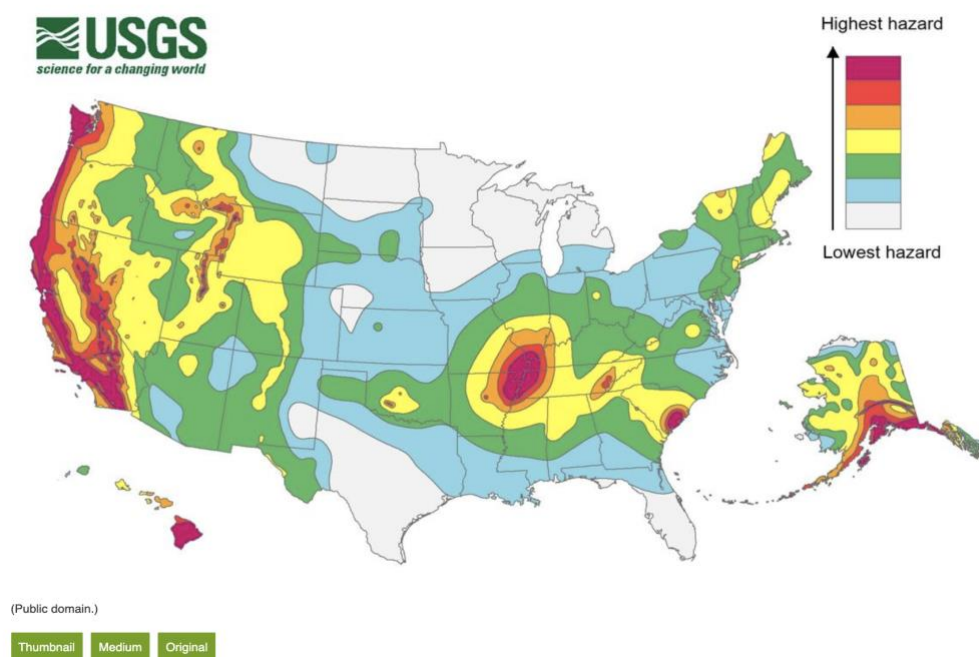 USGS
science for a changing world
Highest hazard
Lowest hazard
(Public domain.)
Thumbnail
Medium
Original